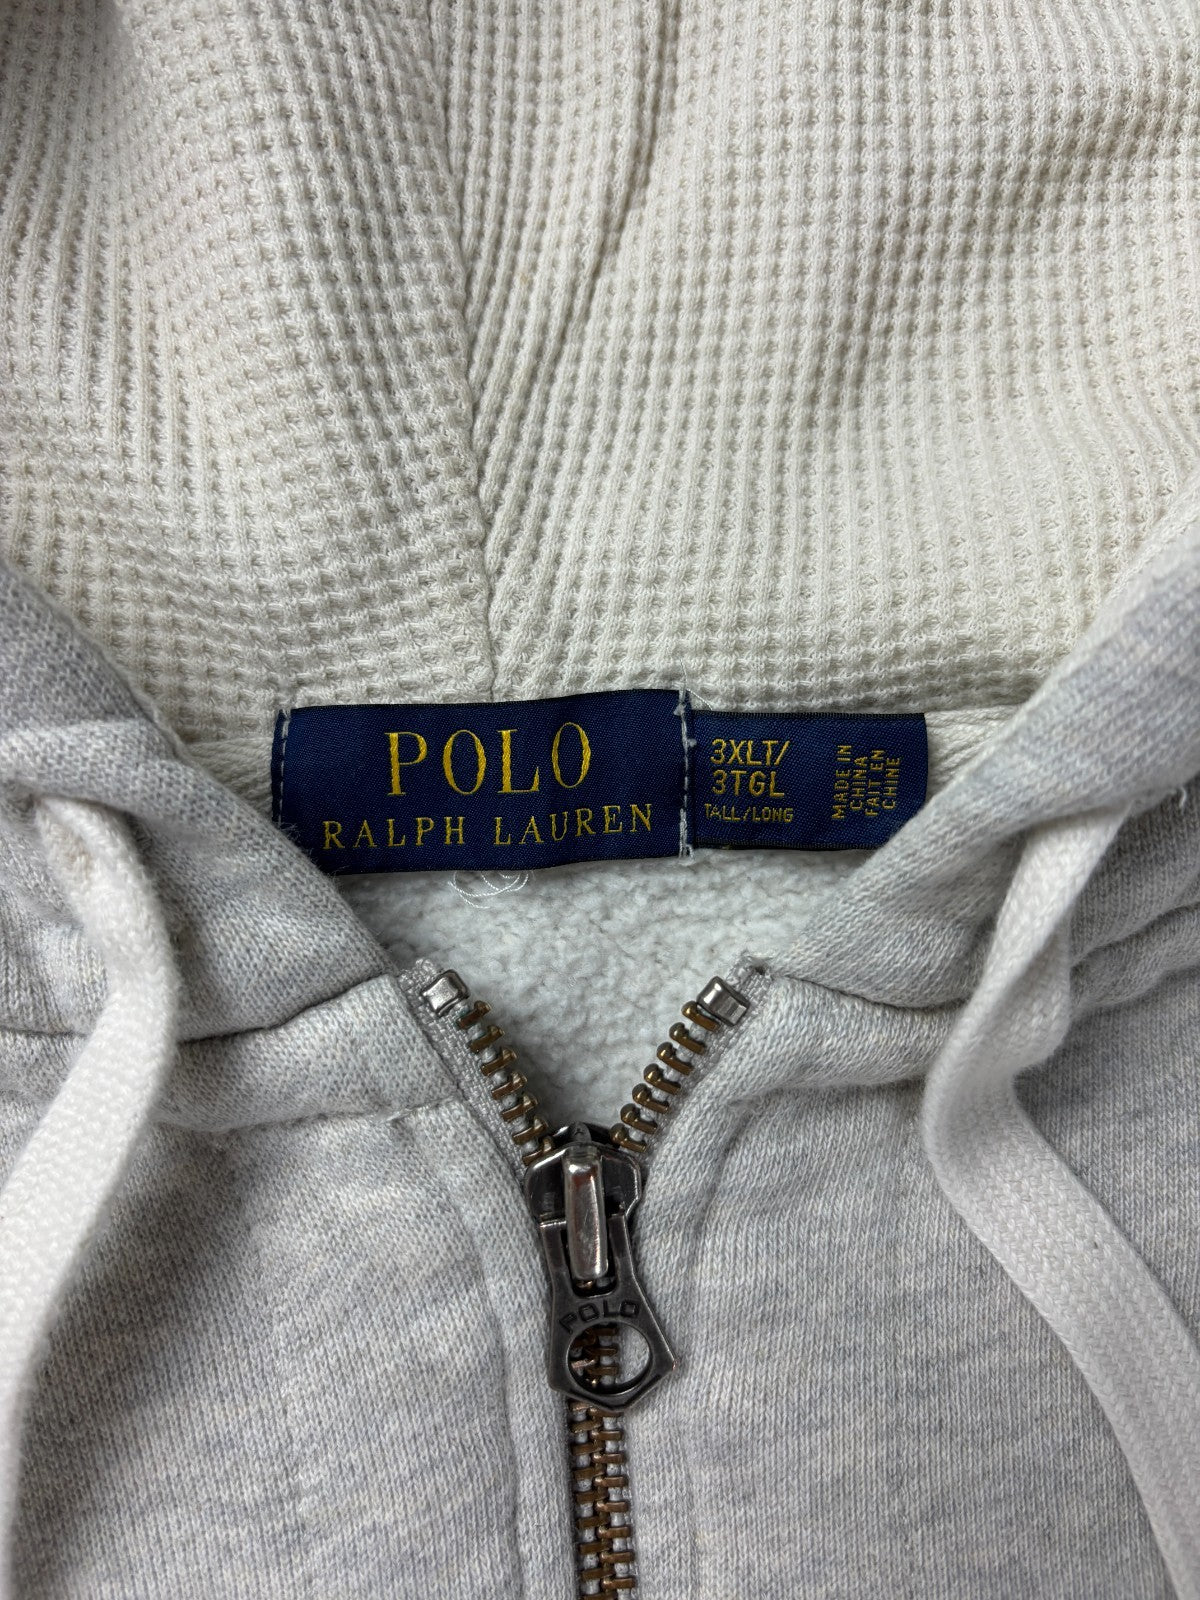 POLO
RALPH LAUREN
3XLT/
3TGL
TALL/LONG
MADE IN
CHINA
FAIT EN
CHINE
POLO